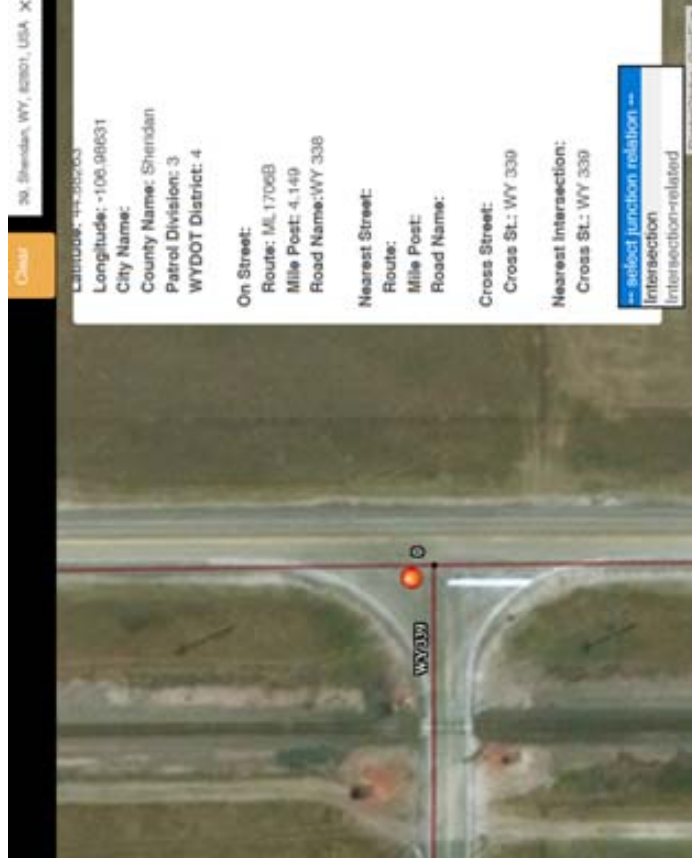 39, Sheridan, WY, 82801, USA X
Clear
Latitude: 44.88263
Longitude: -106.98631
City Name:
County Name: Sheridan
Patrol Division: 3
WYDOT District: 4
On Street:
Route: ML1706B
Mile Post: 4.149
Road Name:WY 338
Nearest Street:
Route:
Mile Post:
Road Name:
Cross Street:
Cross St.: WY 339
Nearest Intersection:
Cross St.: WY 339
-- select junction relation --
Intersection
Intersection-related
WY 339
0